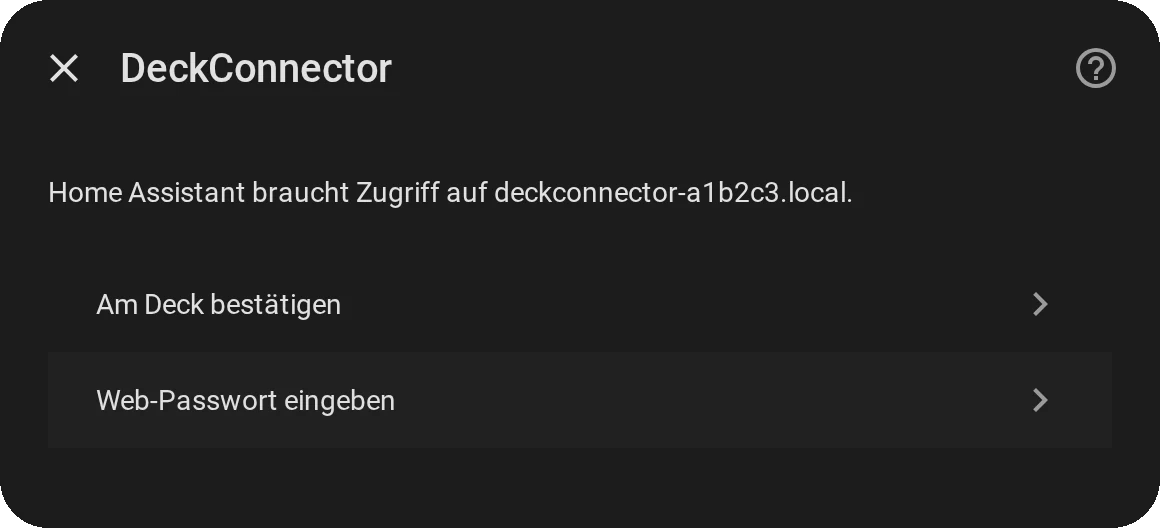 DeckConnector
Home Assistant braucht Zugriff auf deckconnector-a1b2c3.local.
Am Deck bestätigen
Web-Passwort eingeben